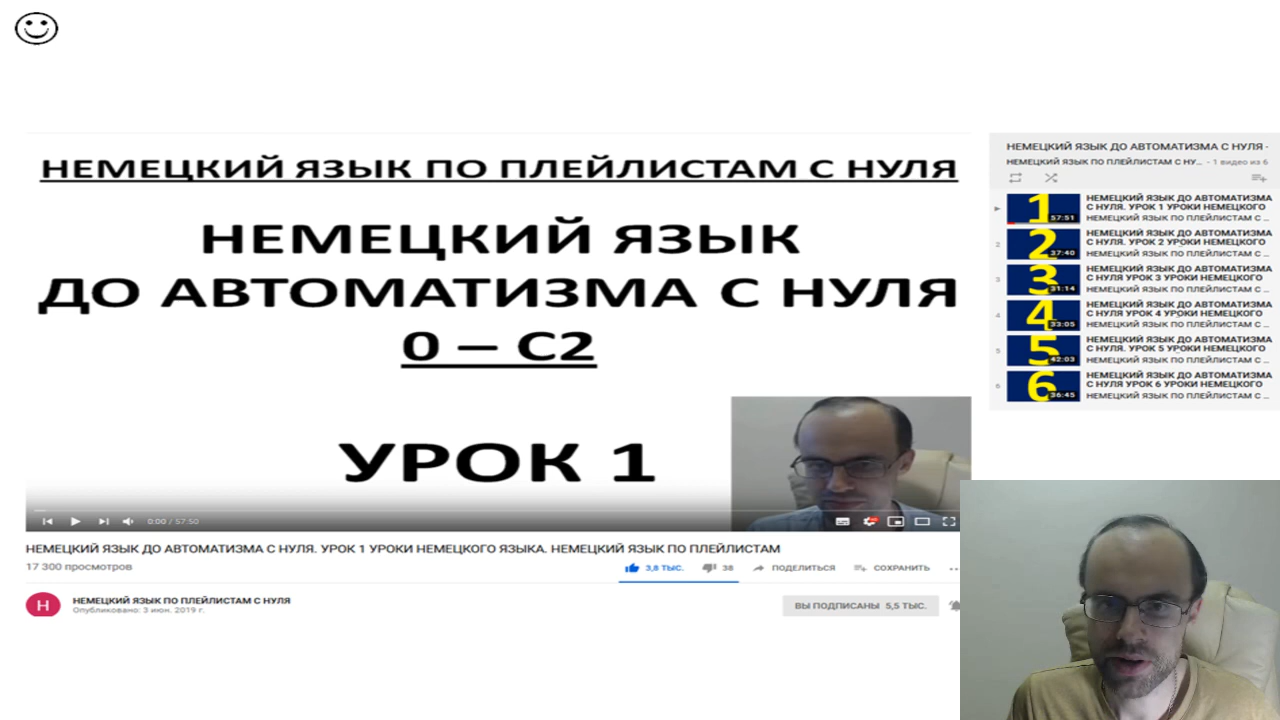 НЕМЕЦКИЙ ЯЗЫК ПО ПЛЕЙЛИСТАМ С НУЛЯ
НЕМЕЦКИЙ ЯЗЫК
ДО АВТОМАТИЗМА С НУЛЯ
0 – С2
УРОК 1
0:00 / 57:50
НЕМЕЦКИЙ ЯЗЫК ДО АВТОМАТИЗМА С НУЛЯ. УРОК 1 УРОКИ НЕМЕЦКОГО ЯЗЫКА. НЕМЕЦКИЙ ЯЗЫК ПО ПЛЕЙЛИСТАМ
17 300 просмотров
3,8 ТЫС. 38 ПОДЕЛИТЬСЯ СОХРАНИТЬ
Н
НЕМЕЦКИЙ ЯЗЫК ПО ПЛЕЙЛИСТАМ С НУЛЯ
Опубликовано: 3 июн. 2019 г.
ВЫ ПОДПИСАНЫ 5,5 ТЫС.
НЕМЕЦКИЙ ЯЗЫК ДО АВТОМАТИЗМА С НУЛЯ -
НЕМЕЦКИЙ ЯЗЫК ПО ПЛЕЙЛИСТАМ С НУ... - 1 видео из 6
1
57:51
НЕМЕЦКИЙ ЯЗЫК ДО АВТОМАТИЗМА
С НУЛЯ. УРОК 1 УРОКИ НЕМЕЦКОГО
НЕМЕЦКИЙ ЯЗЫК ПО ПЛЕЙЛИСТАМ С ...
2
2
37:40
НЕМЕЦКИЙ ЯЗЫК ДО АВТОМАТИЗМА
С НУЛЯ. УРОК 2 УРОКИ НЕМЕЦКОГО
НЕМЕЦКИЙ ЯЗЫК ПО ПЛЕЙЛИСТАМ С ...
3
3
31:14
НЕМЕЦКИЙ ЯЗЫК ДО АВТОМАТИЗМА
С НУЛЯ УРОК 3 УРОКИ НЕМЕЦКОГО
НЕМЕЦКИЙ ЯЗЫК ПО ПЛЕЙЛИСТАМ С ...
4
4
33:05
НЕМЕЦКИЙ ЯЗЫК ДО АВТОМАТИЗМА
С НУЛЯ УРОК 4 УРОКИ НЕМЕЦКОГО
НЕМЕЦКИЙ ЯЗЫК ПО ПЛЕЙЛИСТАМ С ...
5
5
42:03
НЕМЕЦКИЙ ЯЗЫК ДО АВТОМАТИЗМА
С НУЛЯ. УРОК 5 УРОКИ НЕМЕЦКОГО
НЕМЕЦКИЙ ЯЗЫК ПО ПЛЕЙЛИСТАМ С ...
6
6
36:45
НЕМЕЦКИЙ ЯЗЫК ДО АВТОМАТИЗМА
С НУЛЯ УРОК 6 УРОКИ НЕМЕЦКОГО
НЕМЕЦКИЙ ЯЗЫК ПО ПЛЕЙЛИСТАМ С ...